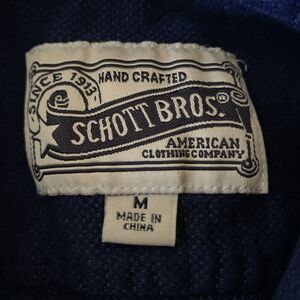 SINCE 1913
HAND CRAFTED
SCHOTT BROS.®
AMERICAN
CLOTHING COMPANY
M
MADE IN
CHINA